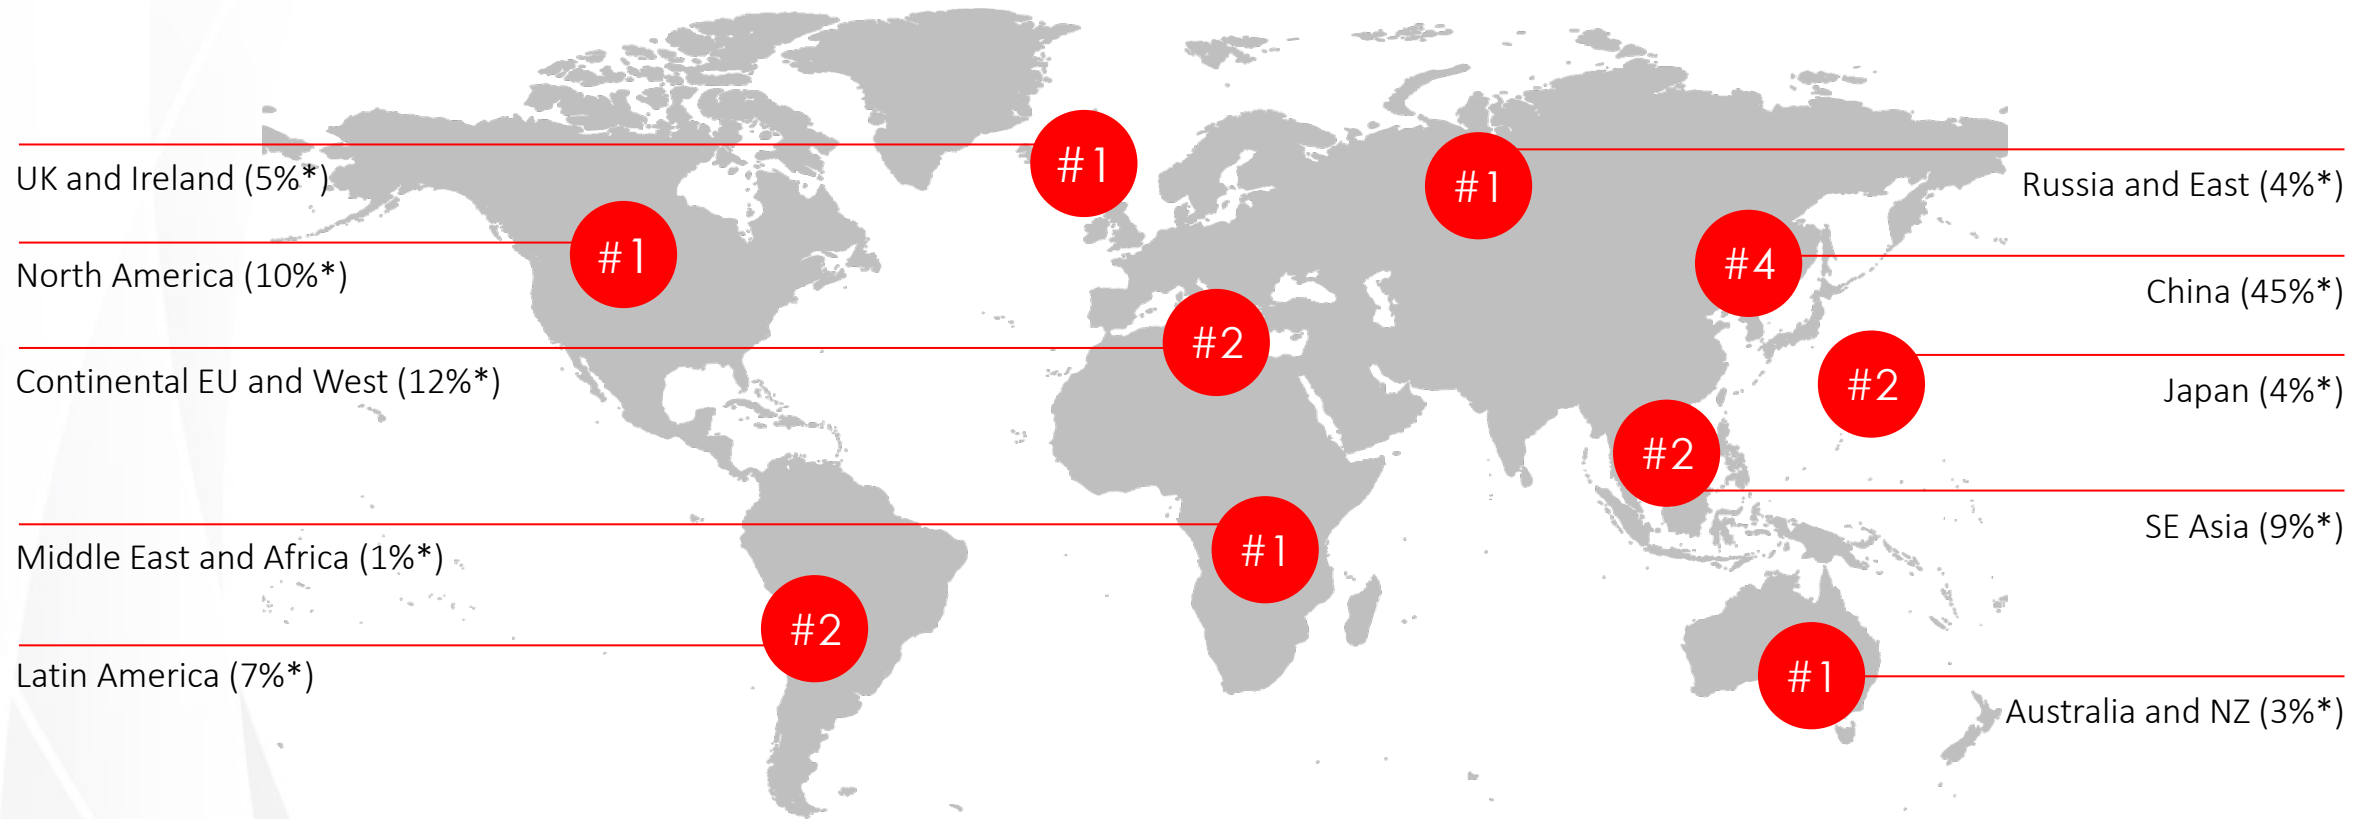 #1
UK and Ireland (5%*)
#1
Russia and East (4%*)
#1
North America (10%*)
#4
China (45%*)
#2
Continental EU and West (12%*)
#2
Japan (4%*)
#2
SE Asia (9%*)
#1
Middle East and Africa (1%*)
#2
Latin America (7%*)
#1
Australia and NZ (3%*)